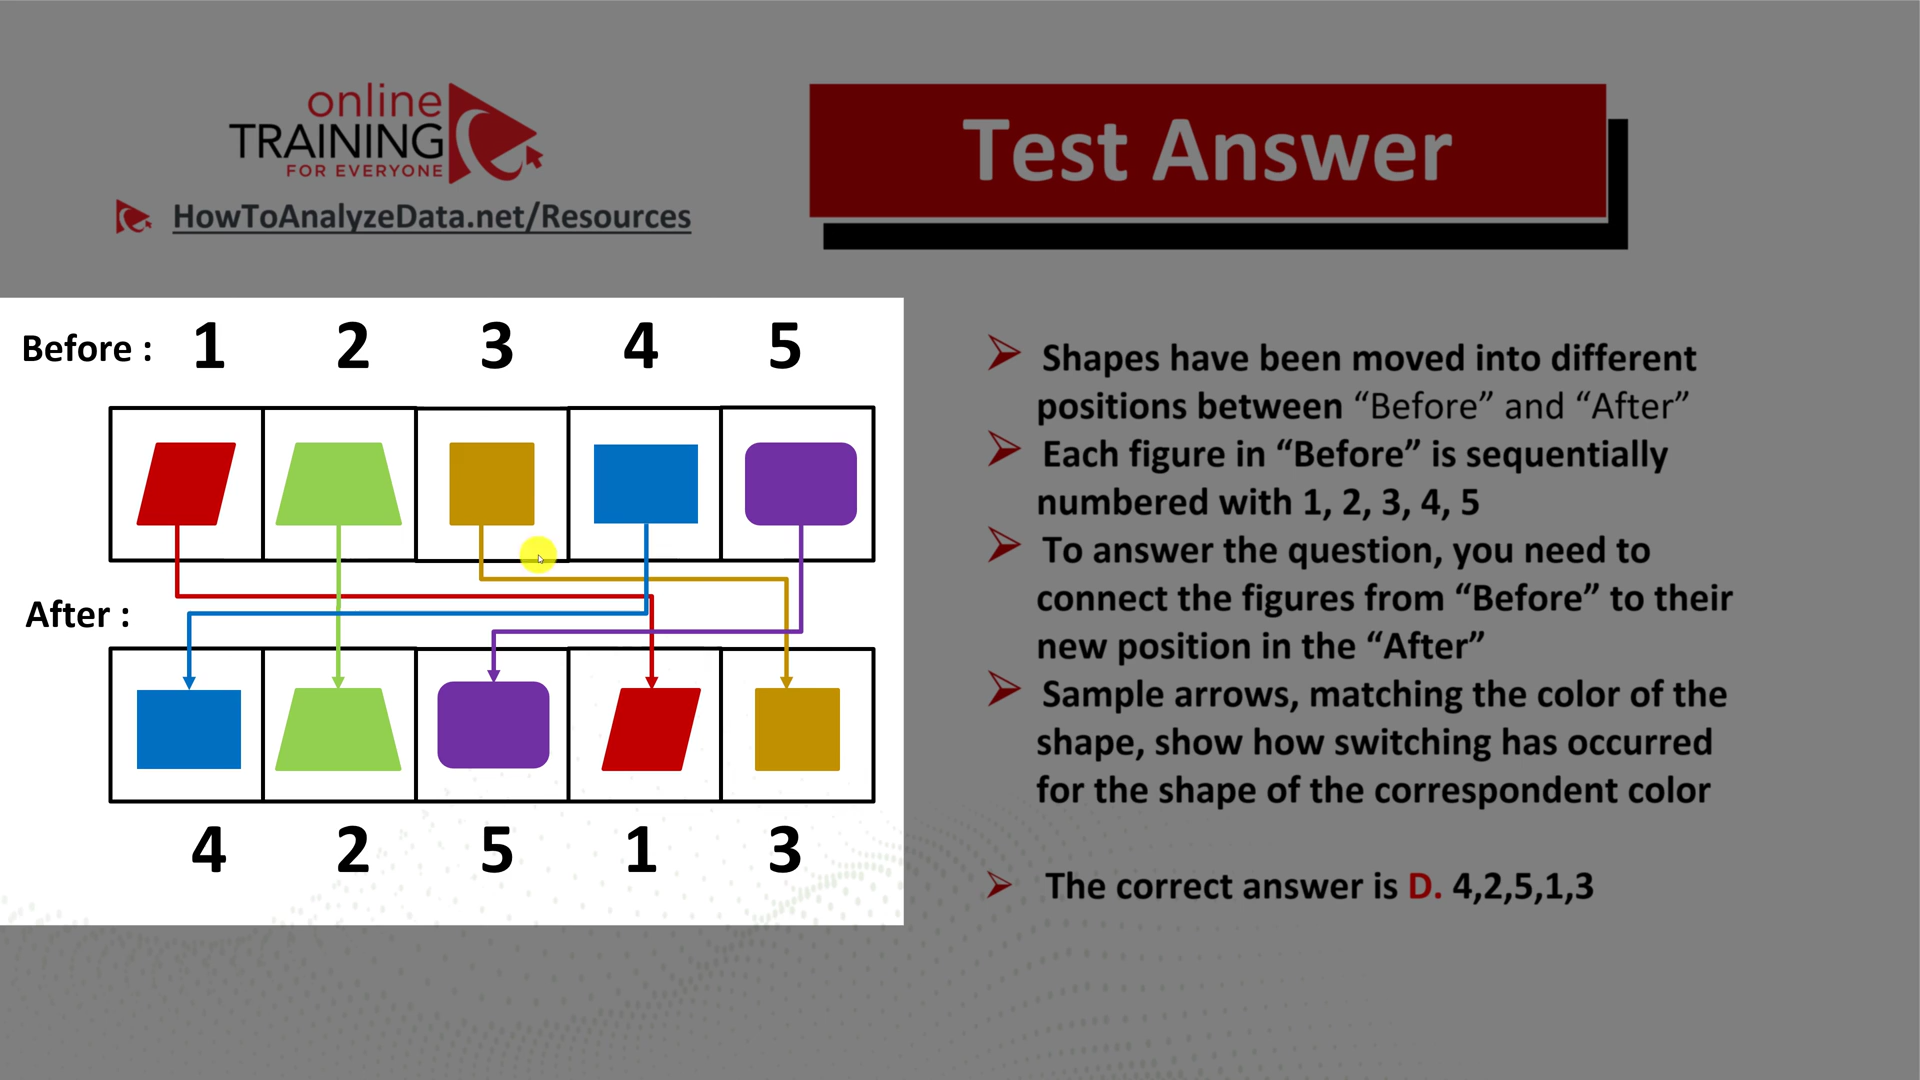 online
TRAINING
FOR EVERYONE
HowToAnalyzeData.net/Resources
Test Answer
Before : 1 2 3 4 5
After :
4 2 5 1 3
Shapes have been moved into different
positions between “Before” and “After”
Each figure in “Before” is sequentially
numbered with 1, 2, 3, 4, 5
To answer the question, you need to
connect the figures from “Before” to their
new position in the “After”
Sample arrows, matching the color of the
shape, show how switching has occurred
for the shape of the correspondent color
The correct answer is D. 4,2,5,1,3